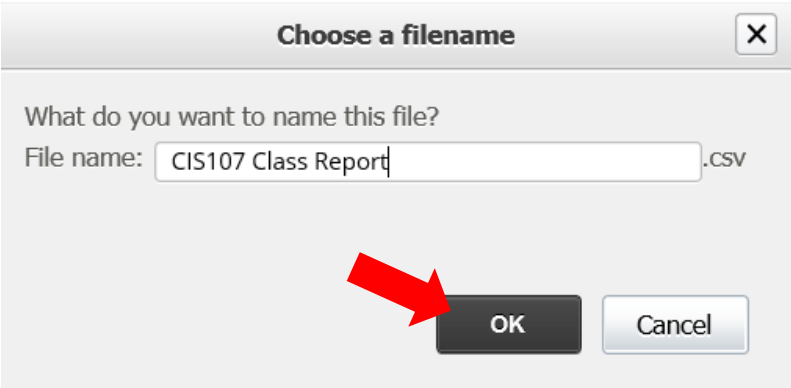 Choose a filename
What do you want to name this file?
File name: CIS107 Class Report .csv
OK Cancel